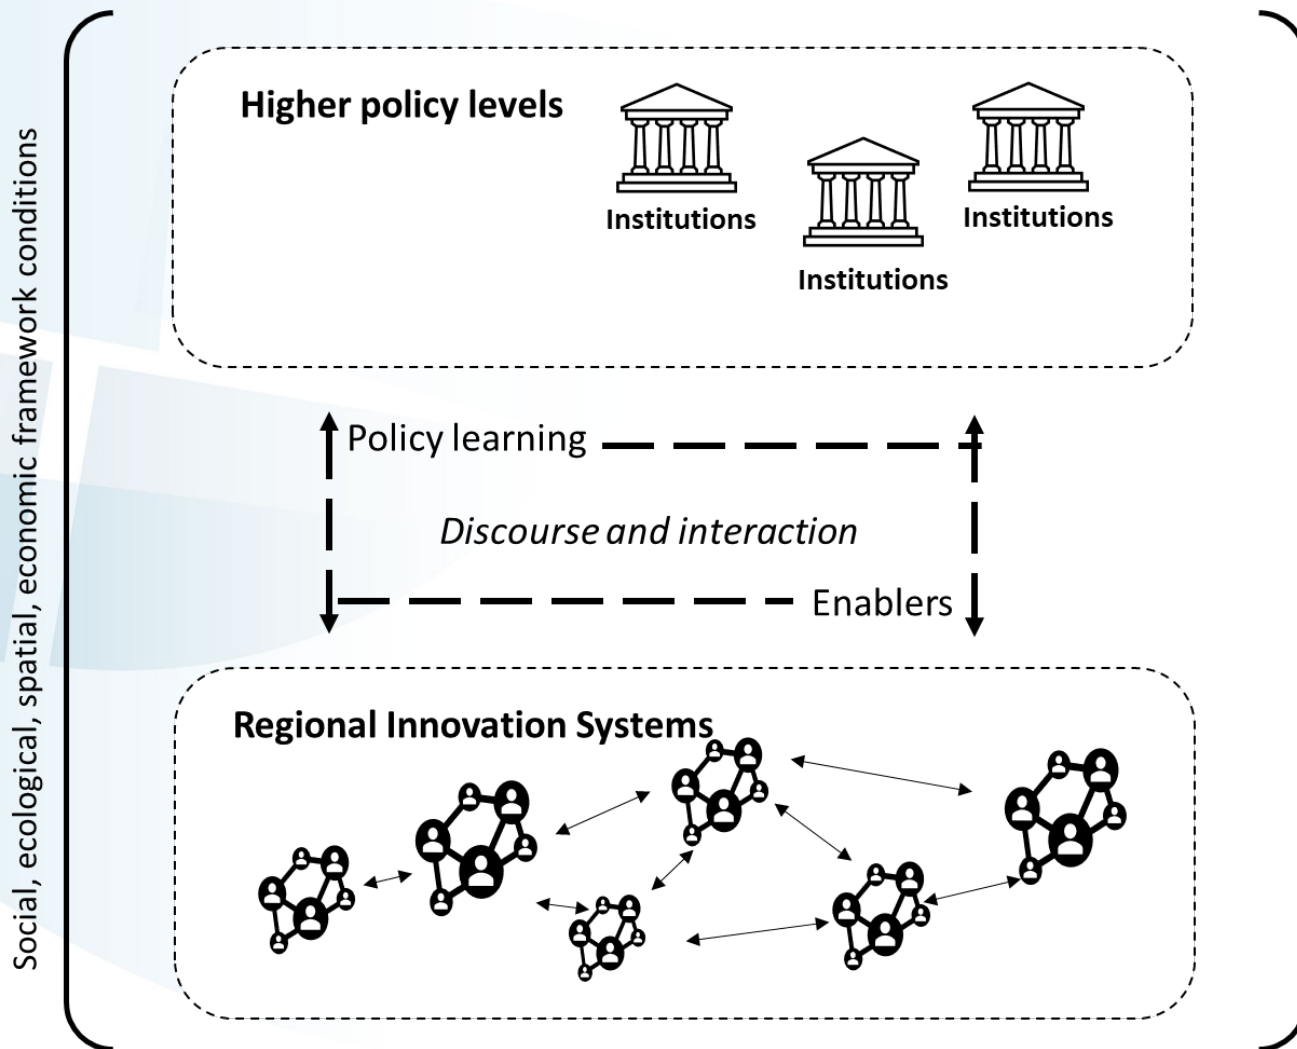 Social, ecological, spatial, economic framework conditions
Higher policy levels
Institutions
Institutions
Institutions
Policy learning
Discourse and interaction
Enablers
Regional Innovation Systems